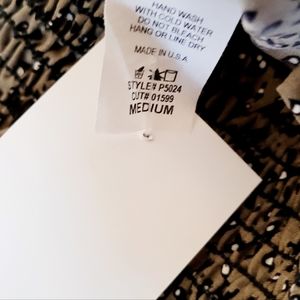 HAND WASH
WITH COLD WATER
DO NOT BLEACH
HANG OR LINE DRY
MADE IN U.S.A
STYLE# P5024
CUT# 01599
MEDIUM